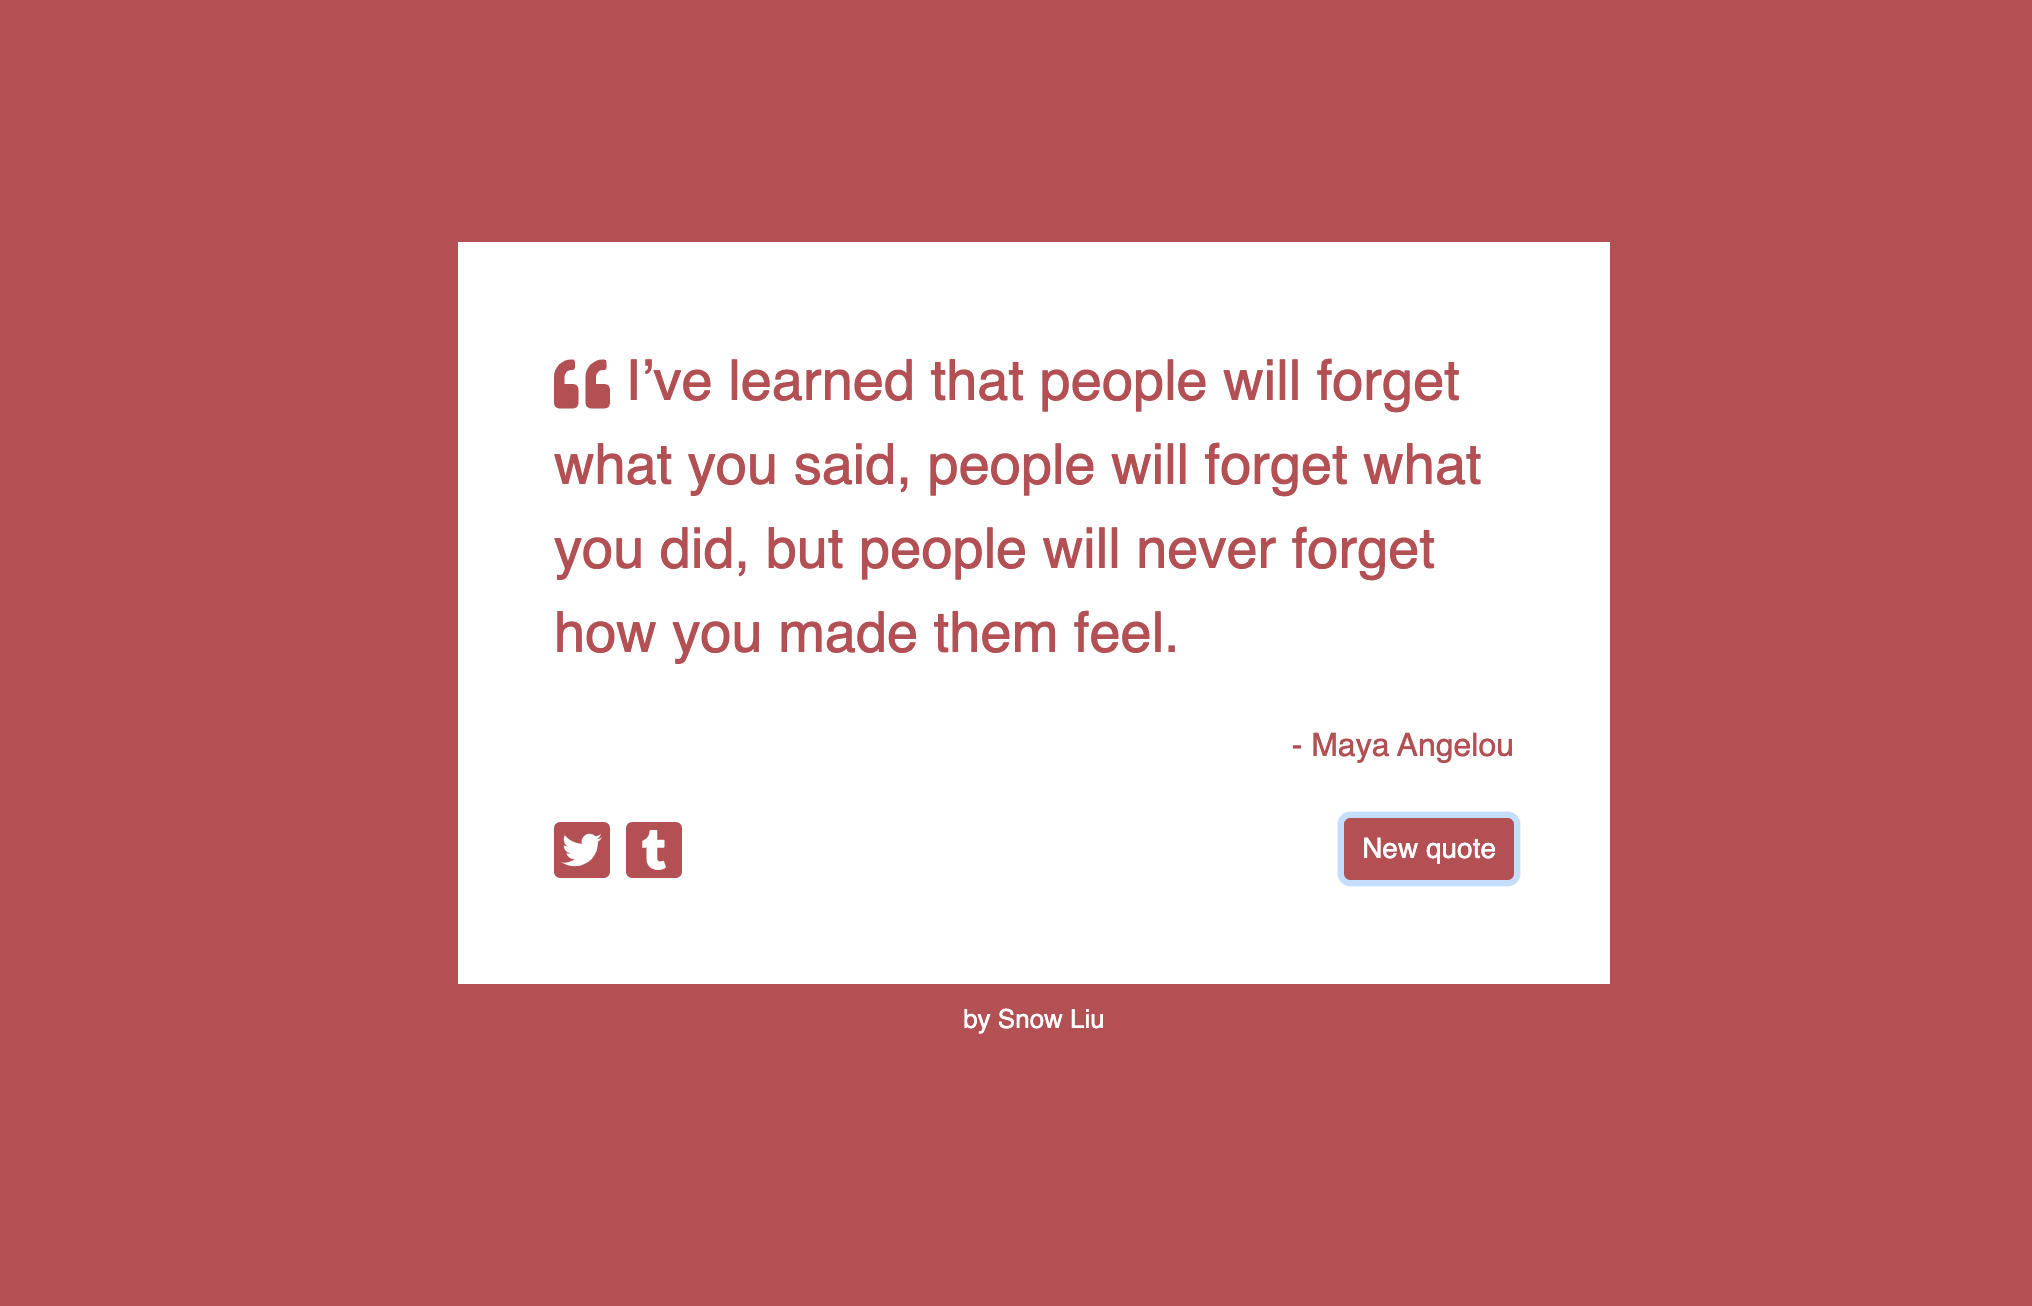 I’ve learned that people will forget
what you said, people will forget what
you did, but people will never forget
how you made them feel.
- Maya Angelou
New quote
by Snow Liu